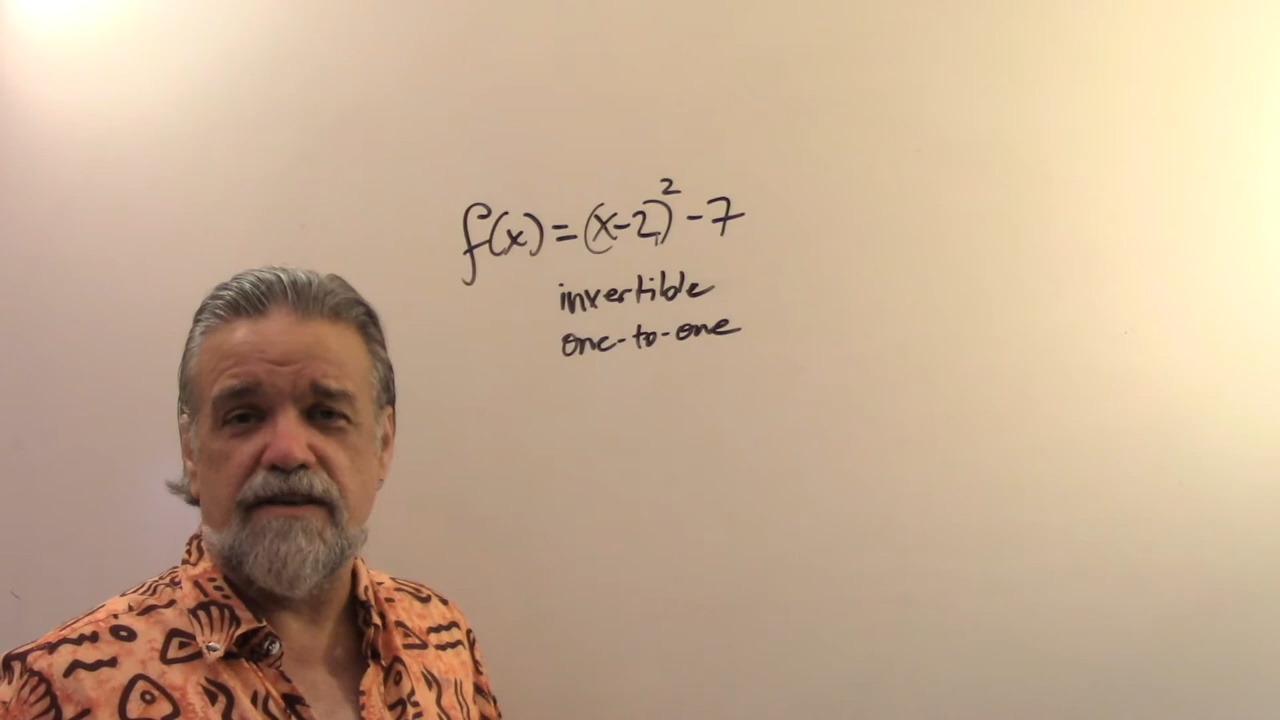 f(x) = (x-2)² - 7
invertible
one-to-one